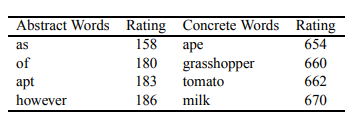 Abstract Words Rating Concrete Words Rating
as 158 ape 654
of 180 grasshopper 660
apt 183 tomato 662
however 186 milk 670